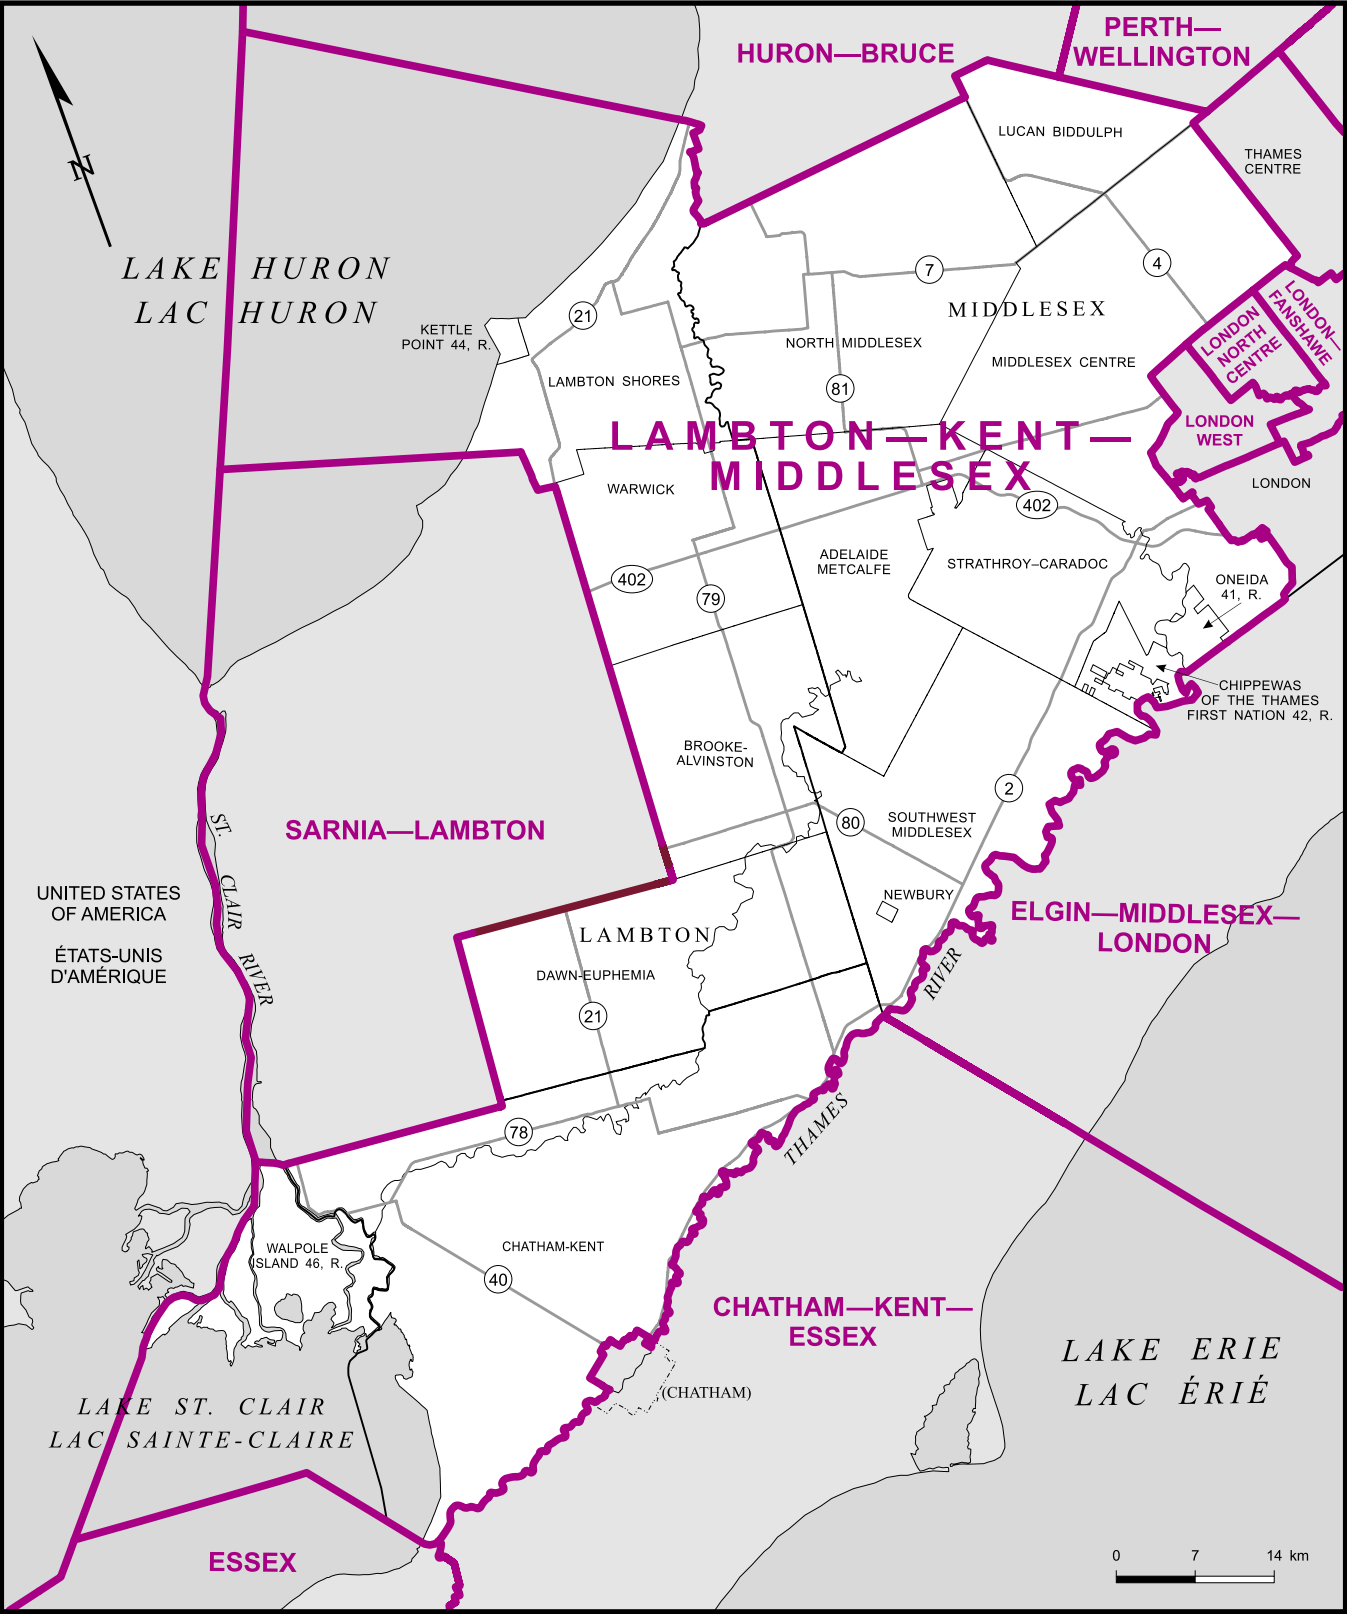 PERTH—
WELLINGTON
HURON—BRUCE
LUCAN BIDDULPH
THAMES
CENTRE
N
LAKE HURON
LAC HURON
4
7
21
MIDDLESEX
LONDON—
FANSHAWE
LONDON
NORTH
CENTRE
KETTLE
POINT 44, R.
NORTH MIDDLESEX
MIDDLESEX CENTRE
LAMBTON SHORES
81
LAMBTON—KENT—
MIDDLESEX
LONDON
WEST
LONDON
WARWICK
402
ADELAIDE
METCALFE
STRATHROY–CARADOC
402
79
ONEIDA
41, R.
CHIPPEWAS
OF THE THAMES
FIRST NATION 42, R.
BROOKE-
ALVINSTON
2
SARNIA—LAMBTON
80
SOUTHWEST
MIDDLESEX
ST. CLAIR RIVER
UNITED STATES
OF AMERICA
ÉTATS-UNIS
D'AMÉRIQUE
NEWBURY
ELGIN—MIDDLESEX—
LONDON
LAMBTON
DAWN-EUPHEMIA
21
THAMES RIVER
78
WALPOLE
ISLAND 46, R.
CHATHAM-KENT
40
CHATHAM—KENT—
ESSEX
LAKE ERIE
LAC ÉRIÉ
(CHATHAM)
LAKE ST. CLAIR
LAC SAINTE-CLAIRE
ESSEX
0 7 14 km